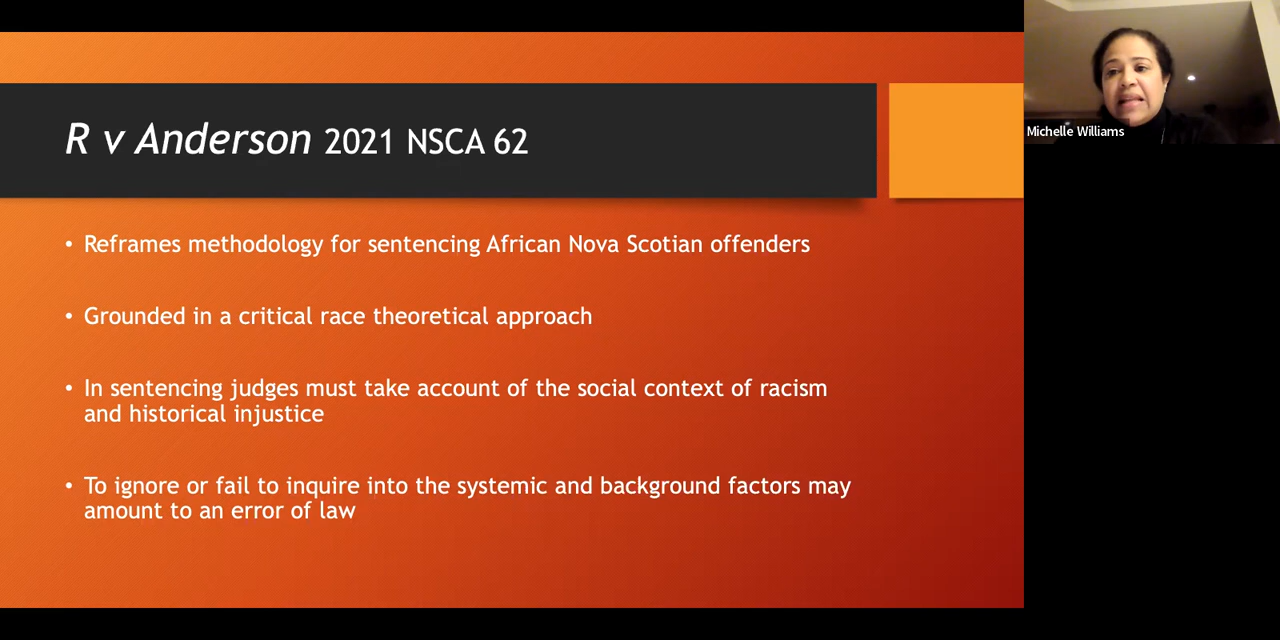 R v Anderson 2021 NSCA 62
Michelle Williams
• Reframes methodology for sentencing African Nova Scotian offenders
• Grounded in a critical race theoretical approach
• In sentencing judges must take account of the social context of racism
and historical injustice
• To ignore or fail to inquire into the systemic and background factors may
amount to an error of law